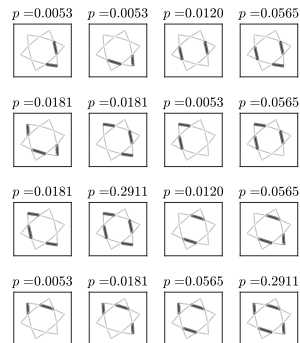 p =0.0053 p =0.0053 p =0.0120 p =0.0565
p =0.0181 p =0.0181 p =0.0053 p =0.0565
p =0.0181 p =0.2911 p =0.0120 p =0.0565
p =0.0053 p =0.0181 p =0.0565 p =0.2911